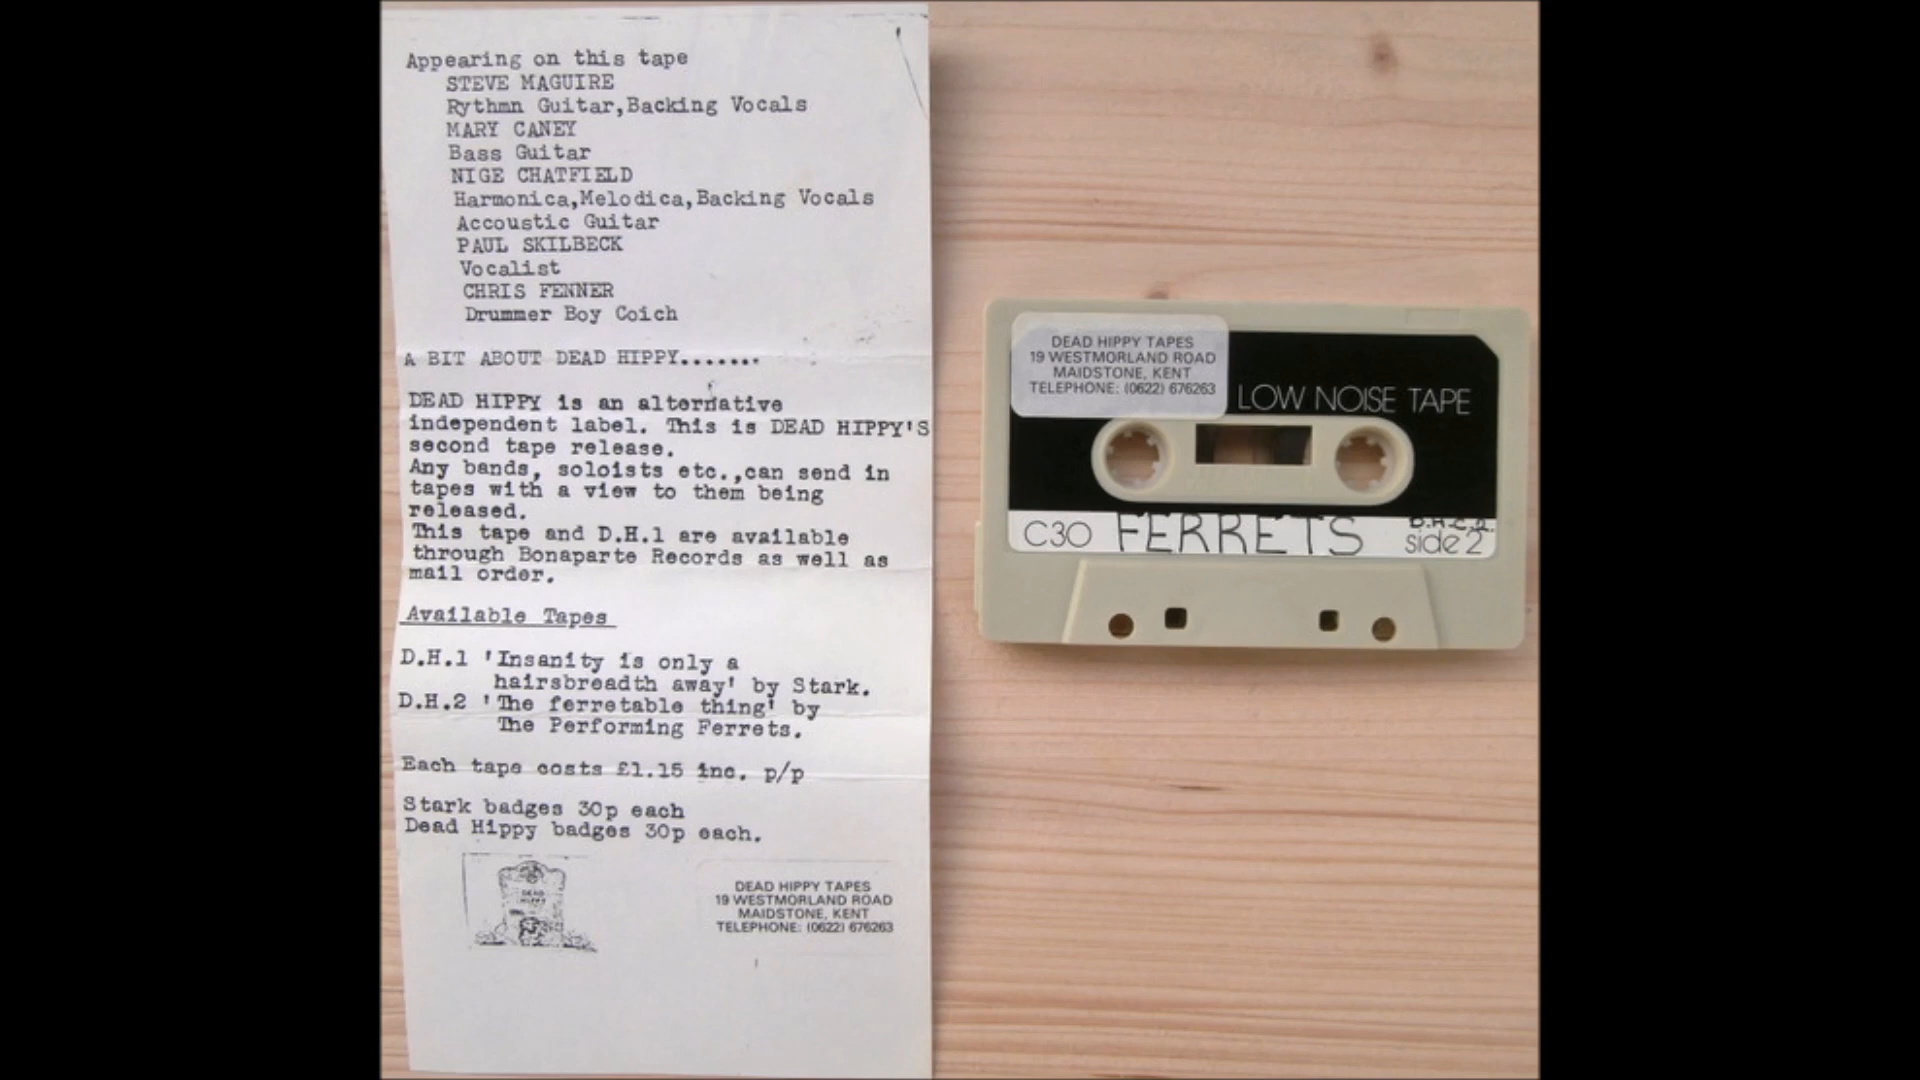 Appearing on this tape
STEVE MAGUIRE
Rythmn Guitar,Backing Vocals
MARY CANEY
Bass Guitar
NIGE CHATFIELD
Harmonica,Melodica,Backing Vocals
Accoustic Guitar
PAUL SKILBECK
Vocalist
CHRIS FENNER
Drummer Boy Coich
A BIT ABOUT DEAD HIPPY.......
DEAD HIPPY is an alternative
independent label. This is DEAD HIPPY'S
second tape release.
Any bands, soloists etc.,can send in
tapes with a view to them being
released.
This tape and D.H.1 are available
through Bonaparte Records as well as
mail order.
Available Tapes
D.H.1 'Insanity is only a
hairsbreadth away' by Stark.
D.H.2 'The ferretable thing' by
The Performing Ferrets.
Each tape costs £1.15 inc. p/p
Stark badges 30p each
Dead Hippy badges 30p each.
DEAD
HIPPY
DEAD HIPPY TAPES
19 WESTMORLAND ROAD
MAIDSTONE, KENT
TELEPHONE: (0622) 676263
DEAD HIPPY TAPES
19 WESTMORLAND ROAD
MAIDSTONE, KENT
TELEPHONE: (0622) 676263
LOW NOISE TAPE
C30 FERRETS D.H.C.2.
side 2